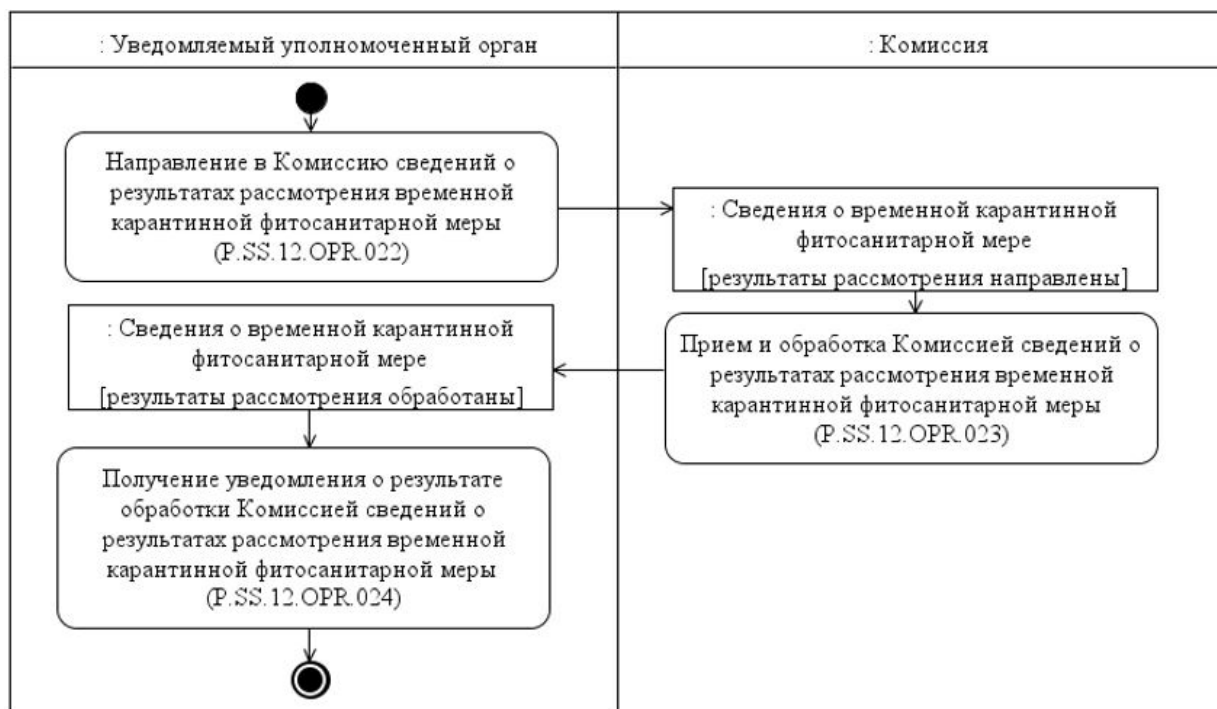 : Уведомляемый уполномоченный орган
: Комиссия
Направление в Комиссию сведений о
результатах рассмотрения временной
карантинной фитосанитарной меры
(P.SS.12.OPR.022)
: Сведения о временной карантинной
фитосанитарной мере
[результаты рассмотрения направлены]
Прием и обработка Комиссией сведений о
результатах рассмотрения временной
карантинной фитосанитарной меры
(P.SS.12.OPR.023)
: Сведения о временной карантинной
фитосанитарной мере
[результаты рассмотрения обработаны]
Получение уведомления о результате
обработки Комиссией сведений о
результатах рассмотрения временной
карантинной фитосанитарной меры
(P.SS.12.OPR.024)